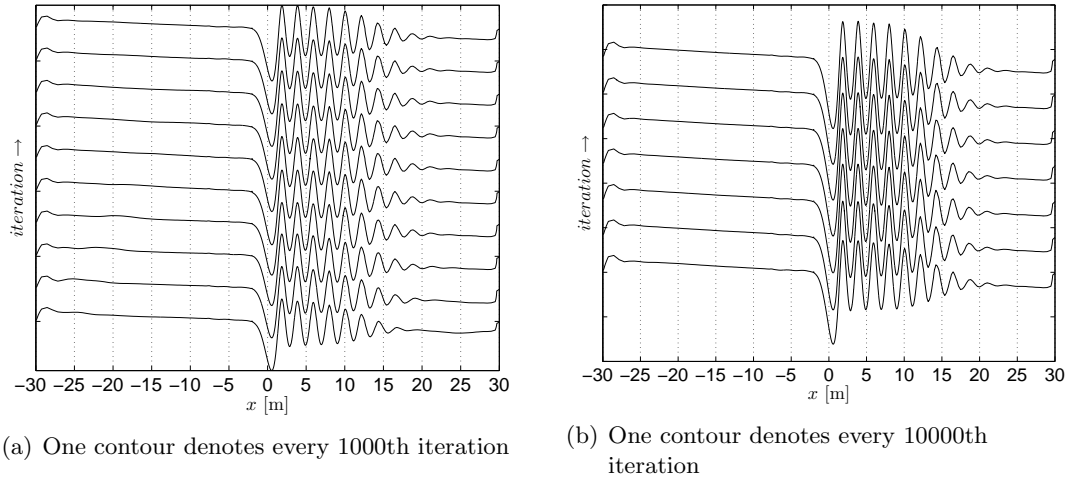 iteration →
−30 −25 −20 −15 −10 −5 0 5 10 15 20 25 30
x [m]
(a) One contour denotes every 1000th iteration
iteration →
−30 −25 −20 −15 −10 −5 0 5 10 15 20 25 30
x [m]
(b) One contour denotes every 10000th
iteration